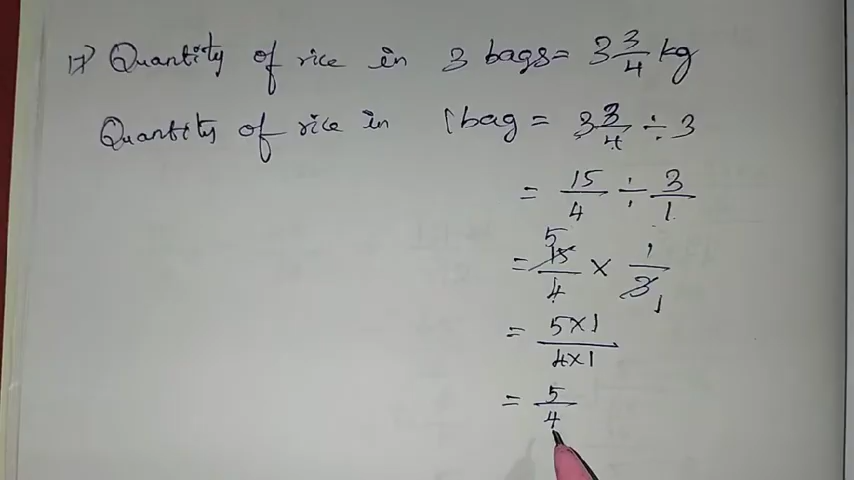 17) Quantity of rice in 3 bags = 3 3/4 kg
Quantity of rice in 1 bag = 3 3/4 ÷ 3
= 15/4 ÷ 3/1
= 15/4 × 1/3 5 1
= 5×1/4×1
= 5/4